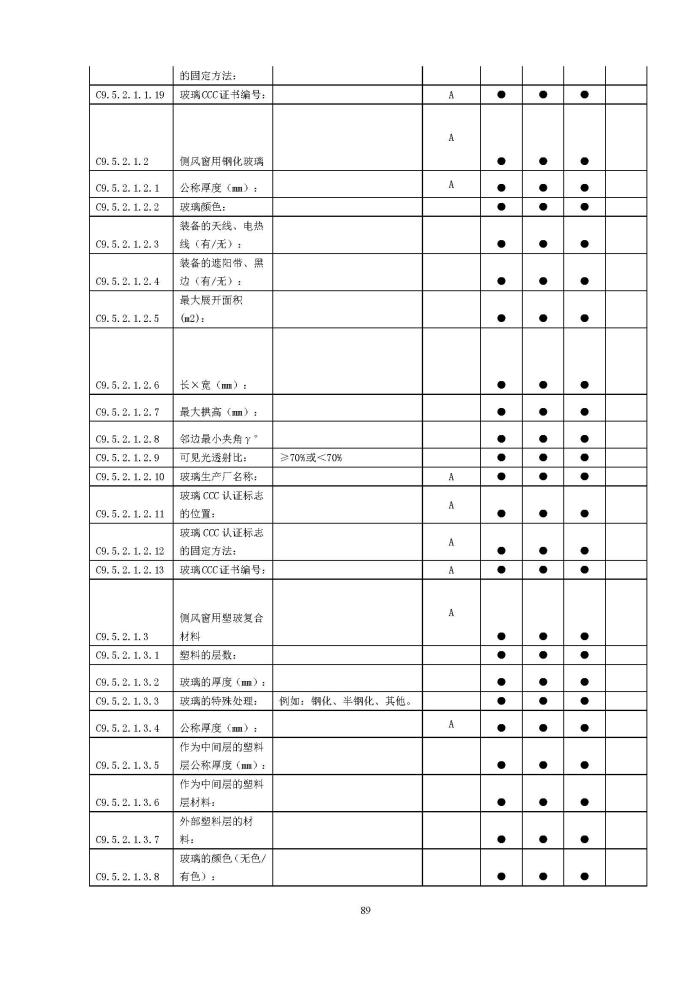 的固定方法：
C9.5.2.1.1.19 玻璃CCC证书编号： A ● ● ●
A
C9.5.2.1.2 侧风窗用钢化玻璃 ● ● ●
C9.5.2.1.2.1 公称厚度（mm）： A ● ● ●
C9.5.2.1.2.2 玻璃颜色： ● ● ●
装备的天线、电热
C9.5.2.1.2.3 线（有/无）： ● ● ●
装备的遮阳带、黑
C9.5.2.1.2.4 边（有/无）： ● ● ●
最大展开面积
C9.5.2.1.2.5 (m2)： ● ● ●
C9.5.2.1.2.6 长×宽（mm）： ● ● ●
C9.5.2.1.2.7 最大拱高（mm）： ● ● ●
C9.5.2.1.2.8 邻边最小夹角γ° ● ● ●
C9.5.2.1.2.9 可见光透射比： ≥70%或＜70% ● ● ●
C9.5.2.1.2.10 玻璃生产厂名称： A ● ● ●
玻璃 CCC 认证标志
A
C9.5.2.1.2.11 的位置： ● ● ●
玻璃 CCC 认证标志
A
C9.5.2.1.2.12 的固定方法： ● ● ●
C9.5.2.1.2.13 玻璃CCC证书编号： A ● ● ●
A
侧风窗用塑玻复合
C9.5.2.1.3 材料 ● ● ●
C9.5.2.1.3.1 塑料的层数： ● ● ●
C9.5.2.1.3.2 玻璃的厚度（mm）： ● ● ●
C9.5.2.1.3.3 玻璃的特殊处理： 例如：钢化、半钢化、其他。 ● ● ●
C9.5.2.1.3.4 公称厚度（mm）： A ● ● ●
作为中间层的塑料
C9.5.2.1.3.5 层公称厚度（mm）： ● ● ●
作为中间层的塑料
C9.5.2.1.3.6 层材料： ● ● ●
外部塑料层的材
C9.5.2.1.3.7 料： ● ● ●
玻璃的颜色（无色/
C9.5.2.1.3.8 有色）： ● ● ●
89